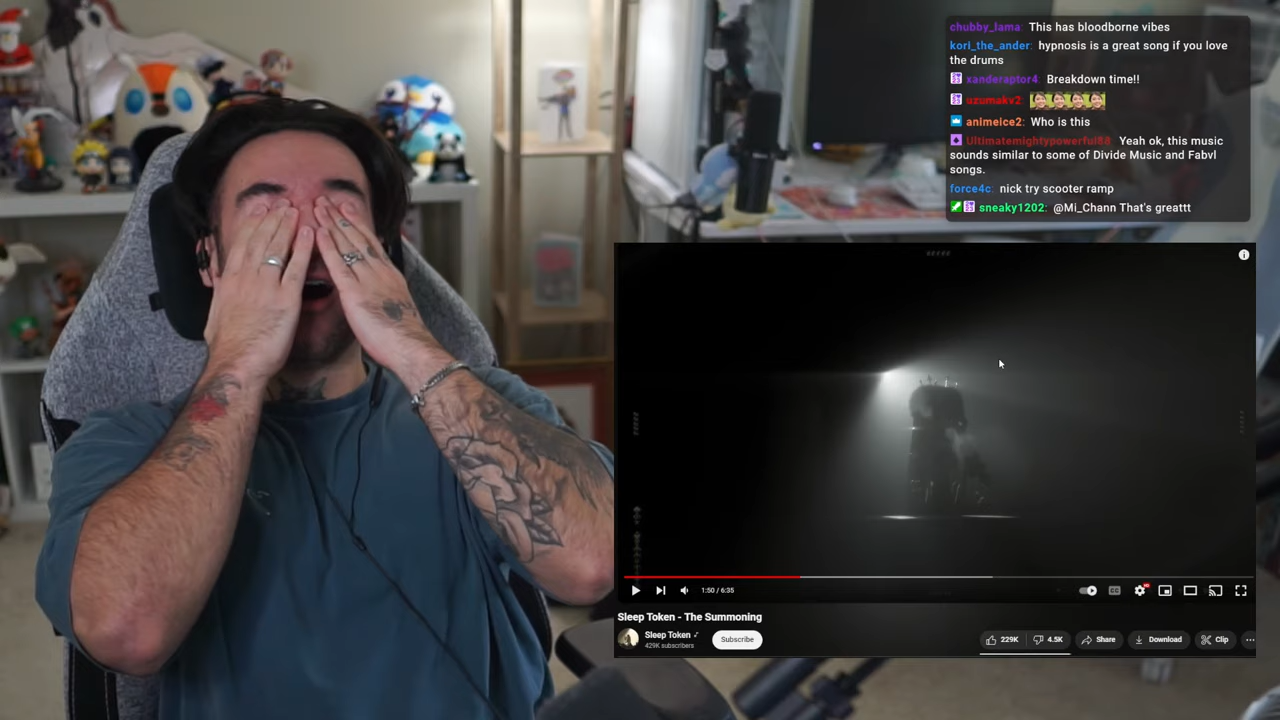 chubby_lama: This has bloodborne vibes
kori_the_ander: hypnosis is a great song if you love
the drums
xanderaptor4: Breakdown time!!
uzumakv2:
animeice2: Who is this
Ultimatemightypowerful88 Yeah ok, this music
sounds similar to some of Divide Music and Fabvl
songs.
force4c: nick try scooter ramp
sneaky1202: @Mi_Chann That's greattt
1:50 / 6:35
Sleep Token - The Summoning
Sleep Token
429K subscribers
Subscribe
229K
4.5K
Share
Download
Clip